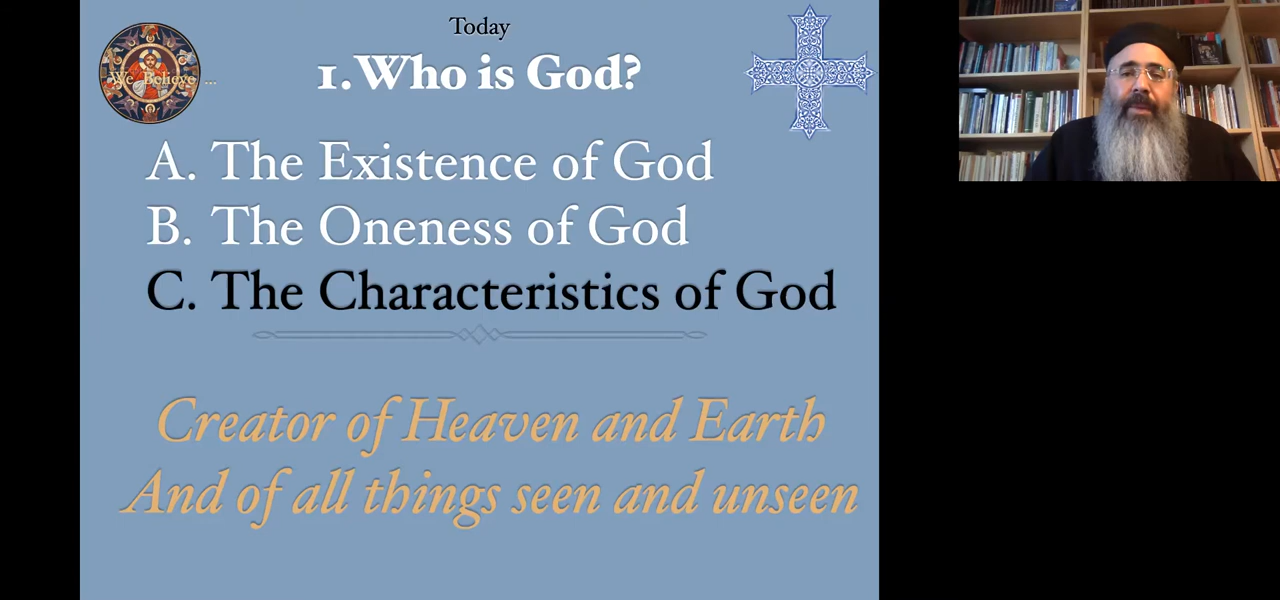 Today
We Believe ...
1. Who is God?
A. The Existence of God
B. The Oneness of God
C. The Characteristics of God
Creator of Heaven and Earth
And of all things seen and unseen